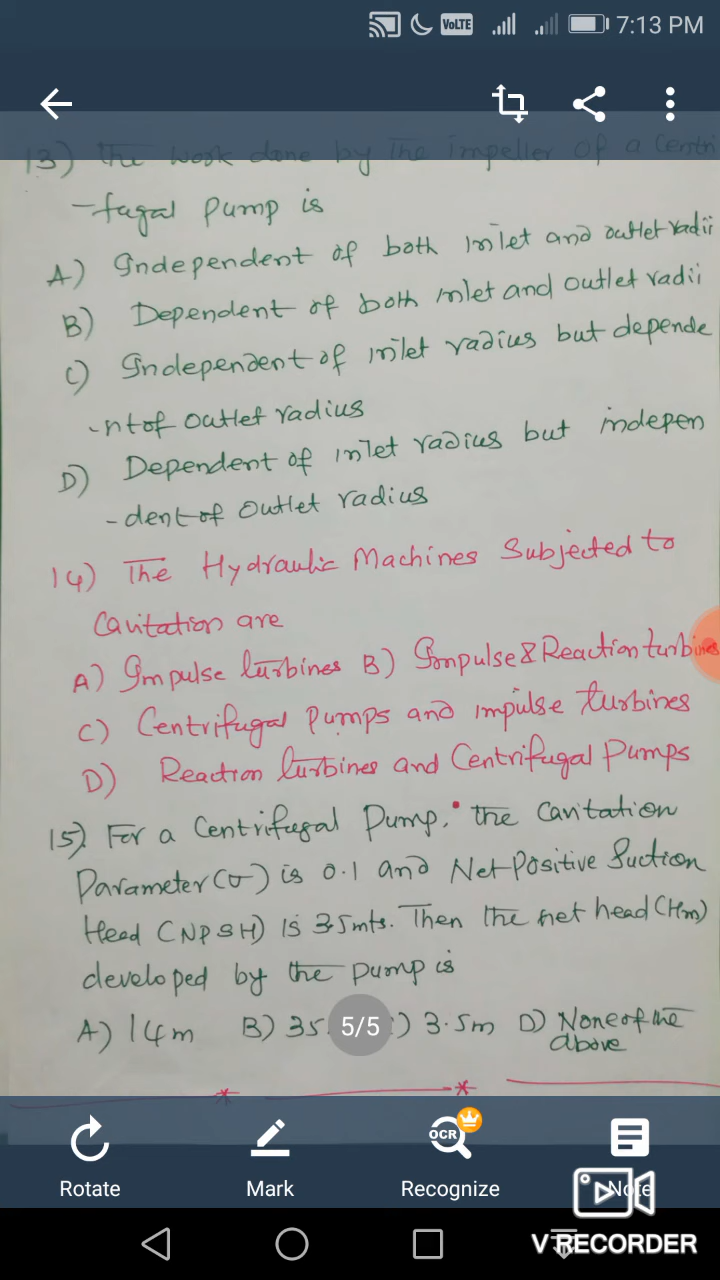 VoLTE 7:13 PM
13) The work done by the impeller of a Centri
-fugal pump is
A) Independent of both Inlet and outlet radii
B) Dependent of both inlet and outlet radii
C) Independent of inlet radius but depende
-nt of outlet radius
D) Dependent of inlet radius but indepen
-dent of outlet radius
14) The Hydraulic Machines Subjected to
Cavitation are
A) Impulse turbines B) Impulse & Reaction turbines
C) Centrifugal Pumps and impulse turbines
D) Reaction turbines and Centrifugal Pumps
15) For a Centrifugal Pump, the Cavitation
Parameter (σ) is 0.1 and Net Positive Suction
Head (NPSH) is 3.5mts. Then the net head (Hm)
developed by the pump is
A) 14m B) 35 5/5 ) 3.5m D) None of the
above
OCR
Rotate Mark Recognize Note
V RECORDER